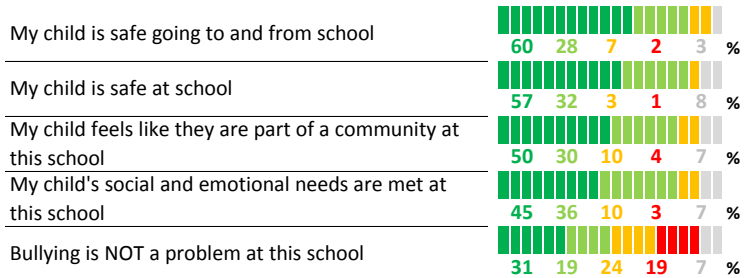 My child is safe going to and from school
60 28 7 2 3 %
My child is safe at school
57 32 3 1 8 %
My child feels like they are part of a community at
this school
50 30 10 4 7 %
My child's social and emotional needs are met at
this school
45 36 10 3 7 %
Bullying is NOT a problem at this school
31 19 24 19 7 %